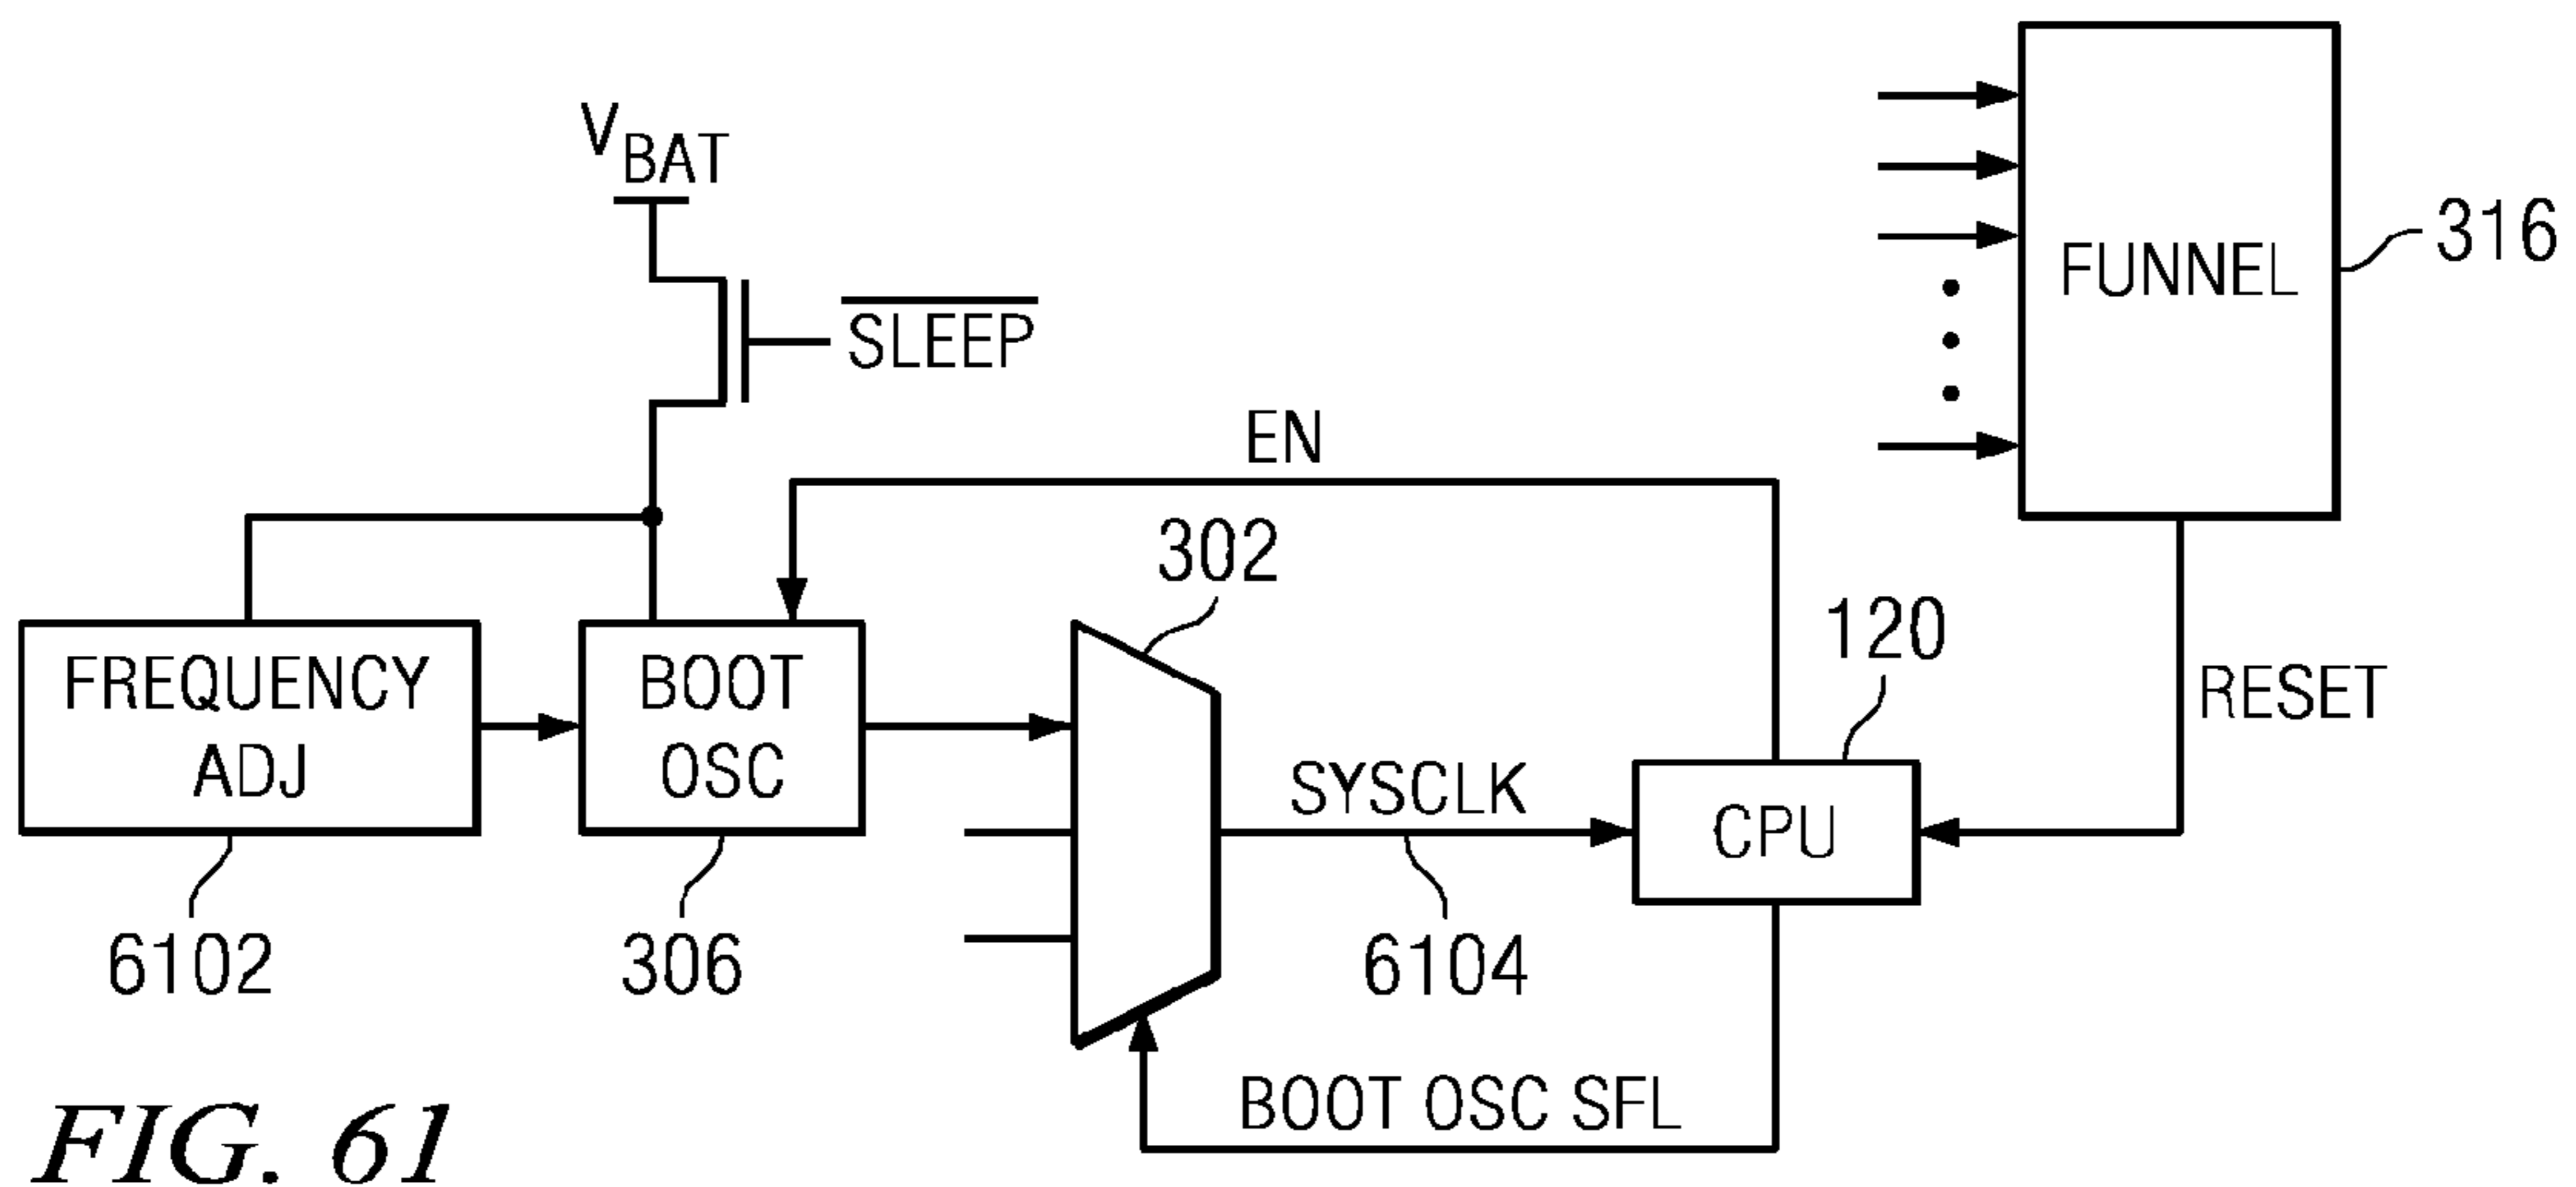 V BAT
SLEEP
FUNNEL
316
EN
302
120
FREQUENCY
ADJ
BOOT
OSC
RESET
SYSCLK
CPU
6102
306
6104
BOOT OSC SFL
FIG. 61